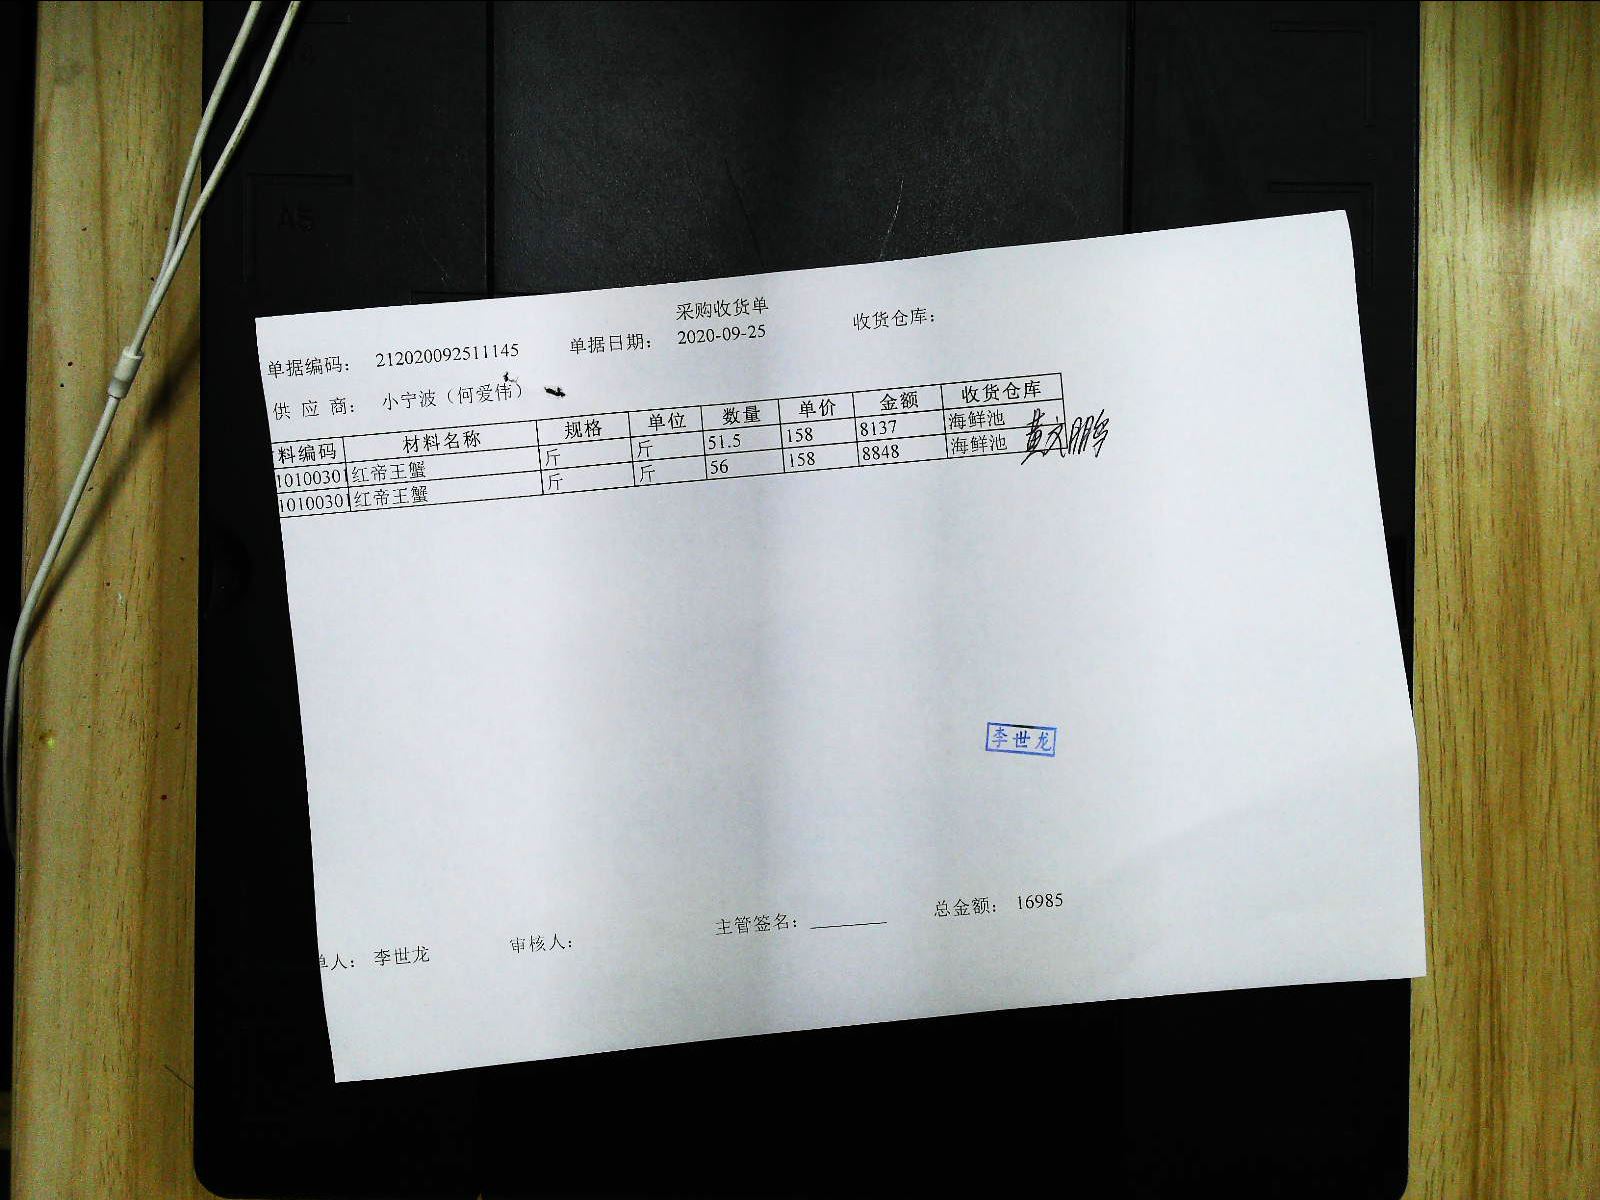 采购收货单
单据编码: 212020092511145 单据日期: 2020-09-25 收货仓库:
供应商: 小宁波（何爱伟）
料编码 材料名称 规格 单位 数量 单价 金额 收货仓库
10100301 红帝王蟹 斤 斤 51.5 158 8137 海鲜池
10100301 红帝王蟹 斤 斤 56 158 8848 海鲜池
李世龙
单人: 李世龙 审核人: 主管签名: 总金额: 16985
A5